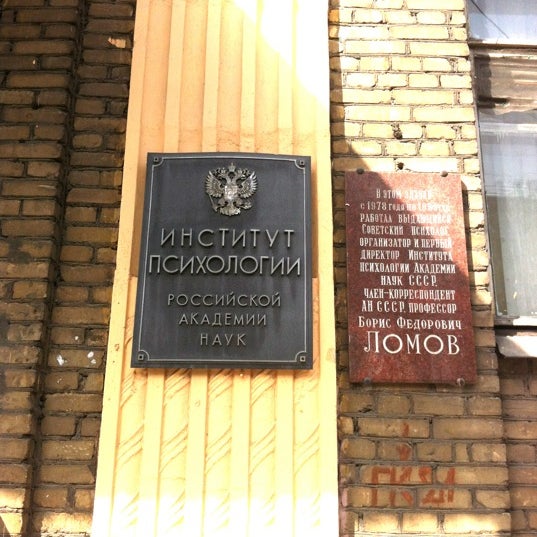 ИНСТИТУТ
ПСИХОЛОГИИ
РОССИЙСКОЙ
АКАДЕМИИ
НАУК
В этом здании
с 1978 года по
работал выдающийся
Советский психолог
организатор и первый
директор Института
психологии Академии
наук СССР,
член-корреспондент
АН СССР, профессор
Борис Федорович
Ломов